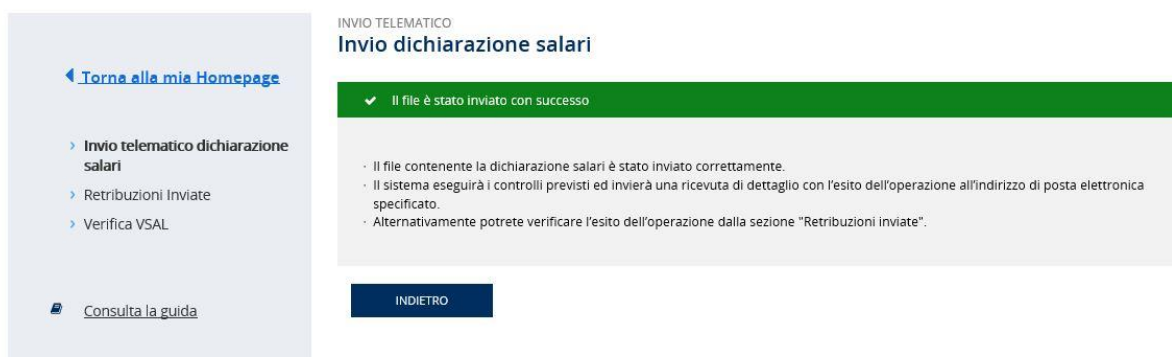 Torna alla mia Homepage
Invio telematico dichiarazione
salari
Retribuzioni Inviate
Verifica VSAL
Consulta la guida
INVIO TELEMATICO
Invio dichiarazione salari
Il file è stato inviato con successo
· Il file contenente la dichiarazione salari è stato inviato correttamente.
· Il sistema eseguirà i controlli previsti ed invierà una ricevuta di dettaglio con l'esito dell'operazione all'indirizzo di posta elettronica
specificato.
· Alternativamente potrete verificare l'esito dell'operazione dalla sezione "Retribuzioni inviate".
INDIETRO